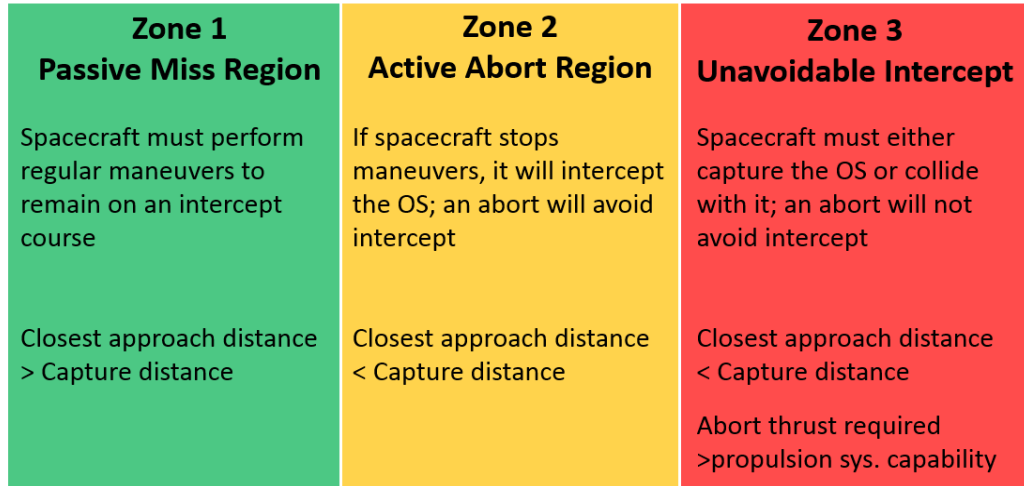 Zone 1
Passive Miss Region
Spacecraft must perform
regular maneuvers to
remain on an intercept
course
Closest approach distance
> Capture distance
Zone 2
Active Abort Region
If spacecraft stops
maneuvers, it will intercept
the OS; an abort will avoid
intercept
Closest approach distance
< Capture distance
Zone 3
Unavoidable Intercept
Spacecraft must either
capture the OS or collide
with it; an abort will not
avoid intercept
Closest approach distance
< Capture distance
Abort thrust required
>propulsion sys. capability